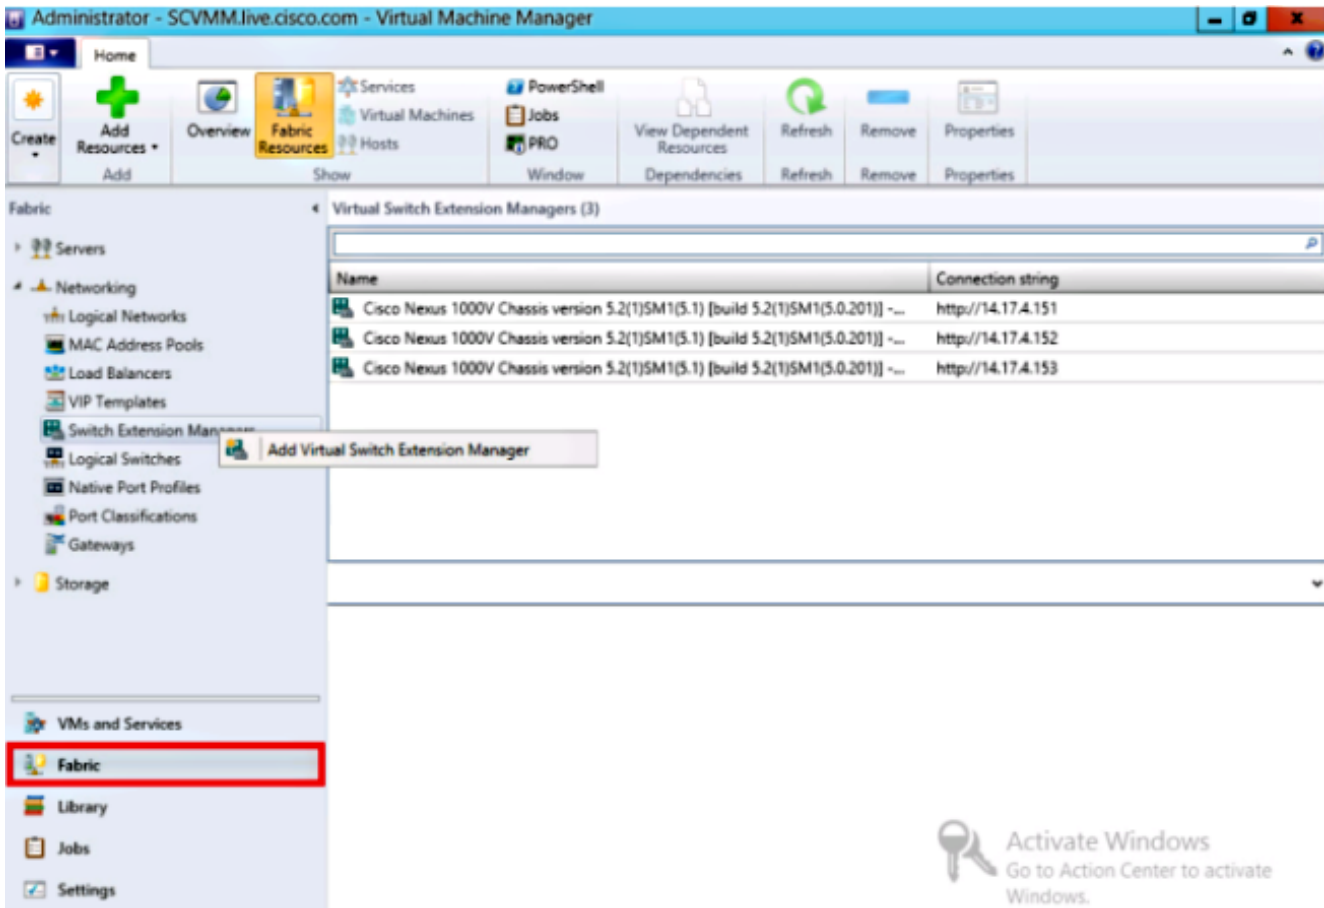 Administrator - SCVMM.live.cisco.com - Virtual Machine Manager
Home
Create
Add Resources
Add
Overview
Fabric Resources
Services
Virtual Machines
Hosts
Show
PowerShell
Jobs
PRO
Window
View Dependent Resources
Dependencies
Refresh
Refresh
Remove
Remove
Properties
Properties
Fabric
Servers
Networking
Logical Networks
MAC Address Pools
Load Balancers
VIP Templates
Switch Extension Managers
Logical Switches
Native Port Profiles
Port Classifications
Gateways
Storage
Add Virtual Switch Extension Manager
Virtual Switch Extension Managers (3)
Name Connection string
Cisco Nexus 1000V Chassis version 5.2(1)SM1(5.1) [build 5.2(1)SM1(5.0.201)] -... http://14.17.4.151
Cisco Nexus 1000V Chassis version 5.2(1)SM1(5.1) [build 5.2(1)SM1(5.0.201)] -... http://14.17.4.152
Cisco Nexus 1000V Chassis version 5.2(1)SM1(5.1) [build 5.2(1)SM1(5.0.201)] -... http://14.17.4.153
VMs and Services
Fabric
Library
Jobs
Settings
Activate Windows
Go to Action Center to activate
Windows.